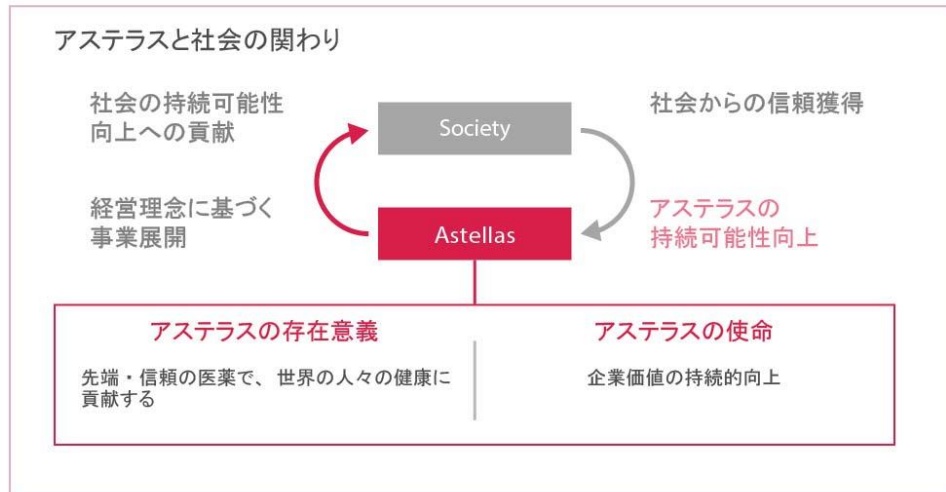 アステラスと社会の関わり
社会の持続可能性
向上への貢献
Society
社会からの信頼獲得
経営理念に基づく
事業展開
Astellas
アステラスの
持続可能性向上
アステラスの存在意義
先端・信頼の医薬で、世界の人々の健康に
貢献する
アステラスの使命
企業価値の持続的向上